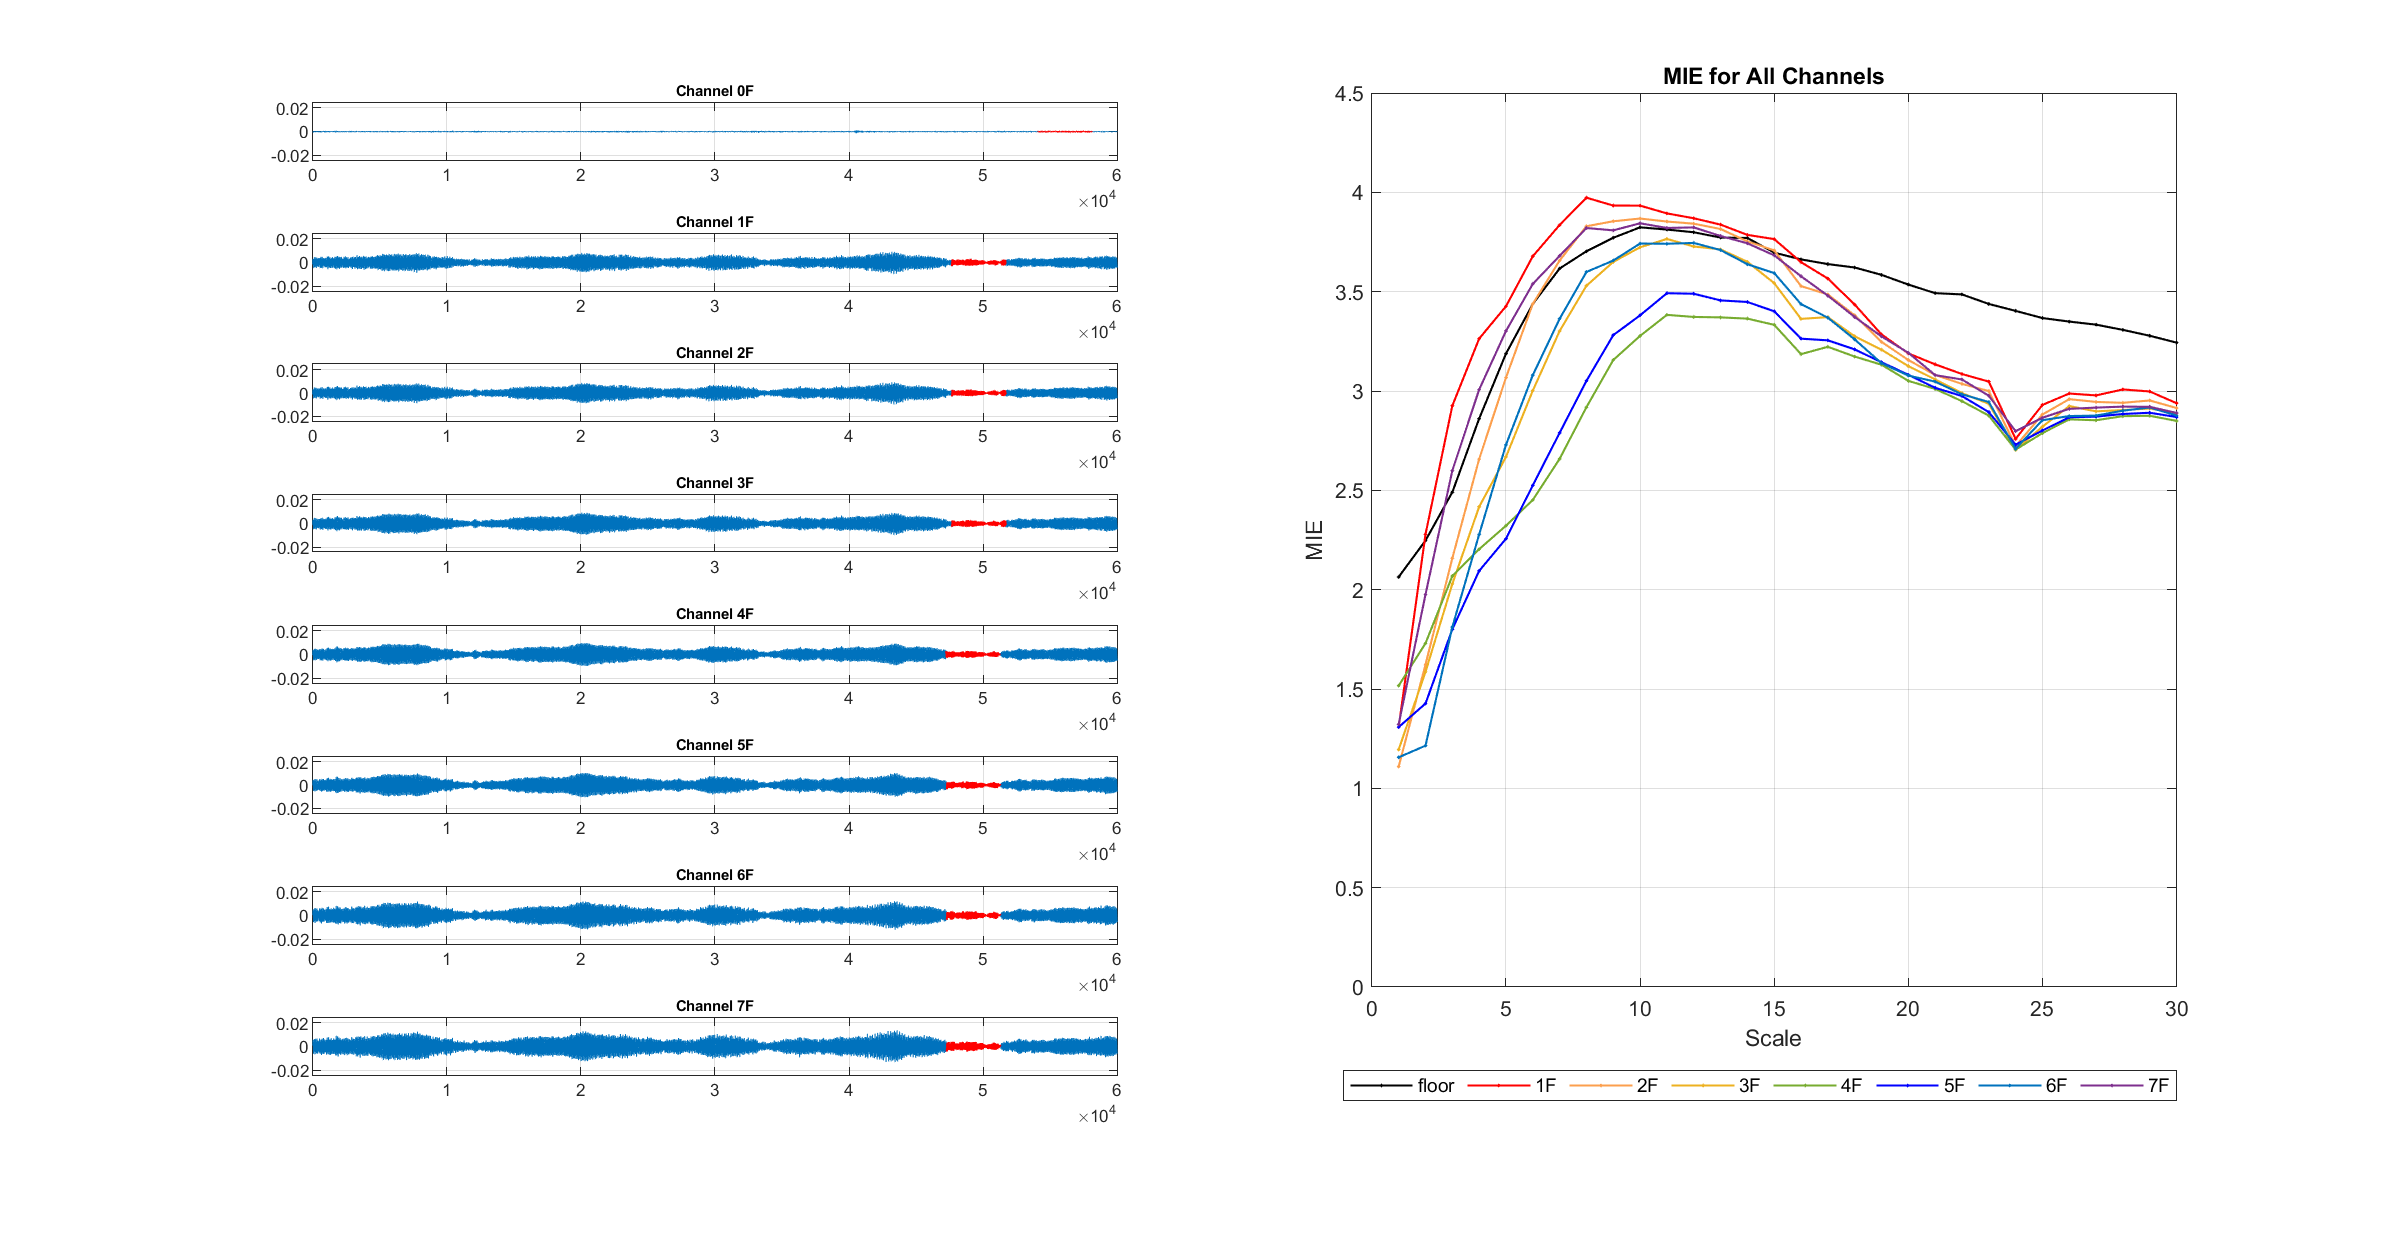 Channel 0F
0.02
0
-0.02
0 1 2 3 4 5 6
×10^4
Channel 1F
0.02
0
-0.02
0 1 2 3 4 5 6
×10^4
Channel 2F
0.02
0
-0.02
0 1 2 3 4 5 6
×10^4
Channel 3F
0.02
0
-0.02
0 1 2 3 4 5 6
×10^4
Channel 4F
0.02
0
-0.02
0 1 2 3 4 5 6
×10^4
Channel 5F
0.02
0
-0.02
0 1 2 3 4 5 6
×10^4
Channel 6F
0.02
0
-0.02
0 1 2 3 4 5 6
×10^4
Channel 7F
0.02
0
-0.02
0 1 2 3 4 5 6
×10^4
MIE for All Channels
4.5
4
3.5
3
2.5
2
1.5
1
0.5
0
MIE
0 5 10 15 20 25 30
Scale
floor 1F 2F 3F 4F 5F 6F 7F